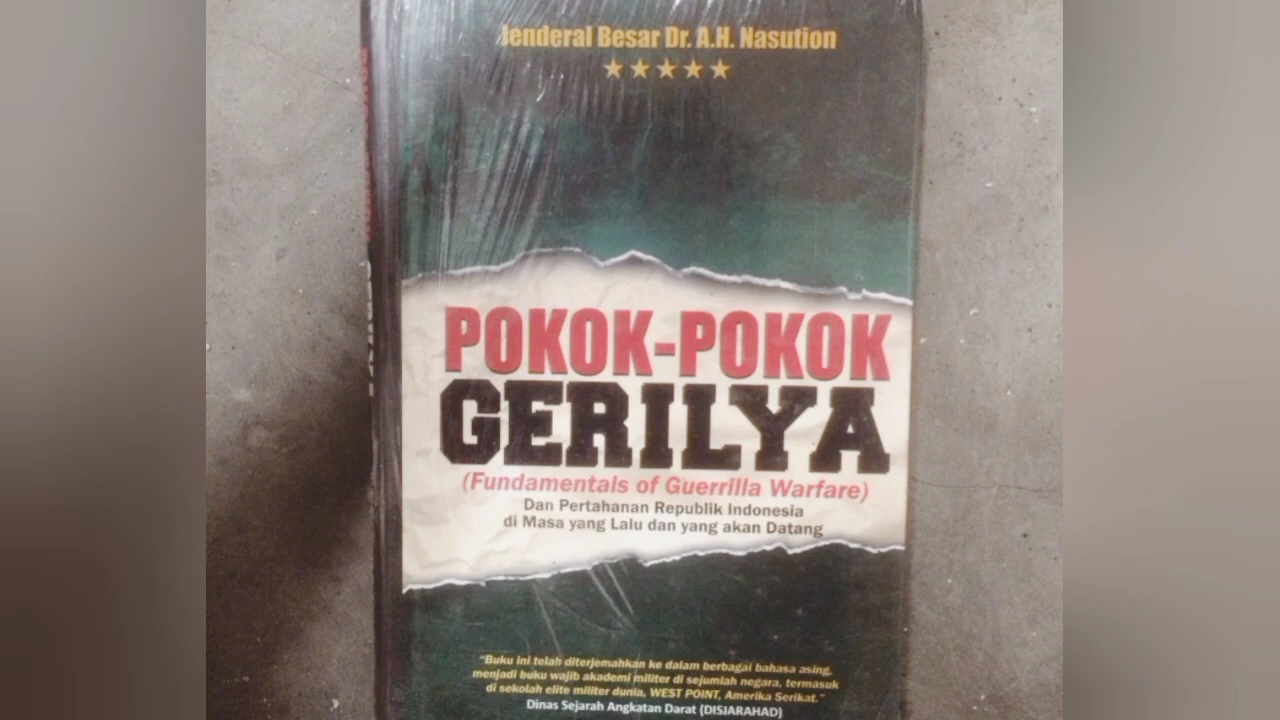 Jenderal Besar Dr. A.H. Nasution
POKOK-POKOK
GERILYA
(Fundamentals of Guerrilla Warfare)
Dan Pertahanan Republik Indonesia
di Masa yang Lalu dan yang akan Datang
"Buku ini telah diterjemahkan ke dalam berbagai bahasa asing,
menjadi buku wajib akademi militer di sejumlah negara, termasuk
di sekolah elite militer dunia, WEST POINT, Amerika Serikat."
Dinas Sejarah Angkatan Darat (DISJARAHAD)